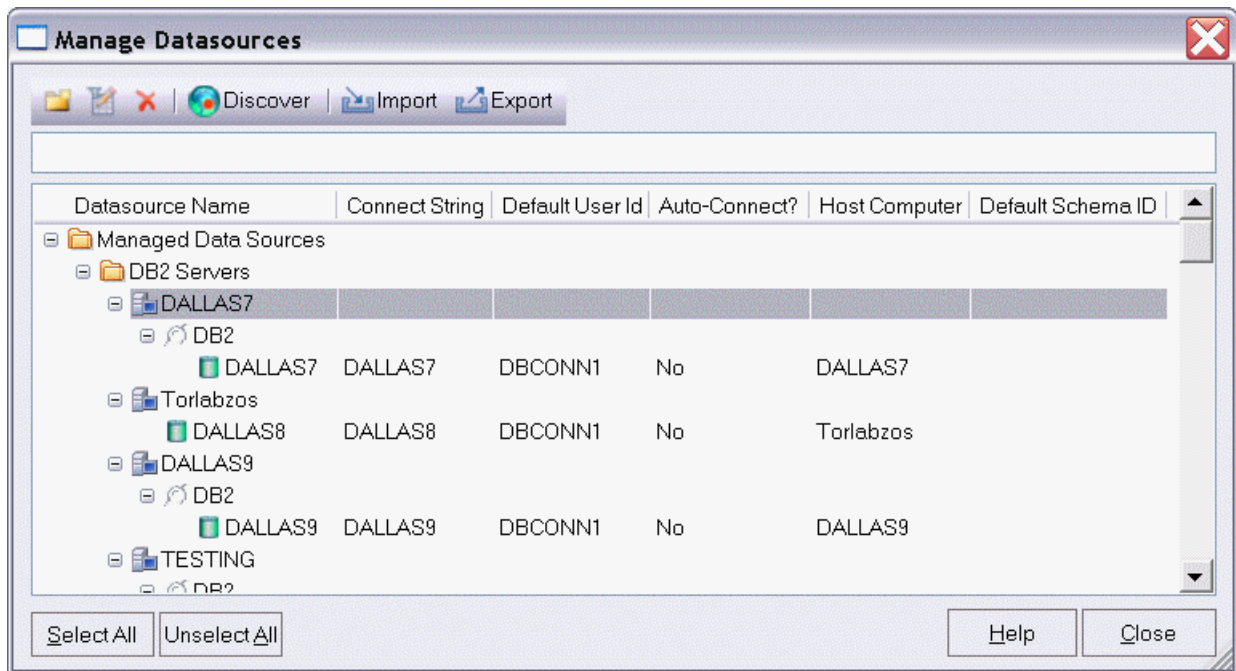 Manage Datasources
Discover Import Export
Datasource Name Connect String Default User Id Auto-Connect? Host Computer Default Schema ID
Managed Data Sources
DB2 Servers
DALLAS7
DB2
DALLAS7 DALLAS7 DBCONN1 No DALLAS7
Torlabzos
DALLAS8 DALLAS8 DBCONN1 No Torlabzos
DALLAS9
DB2
DALLAS9 DALLAS9 DBCONN1 No DALLAS9
TESTING
DB2
Select All Unselect All Help Close